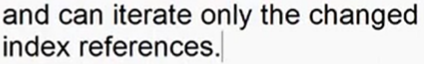 and can iterate only the changed
index references.